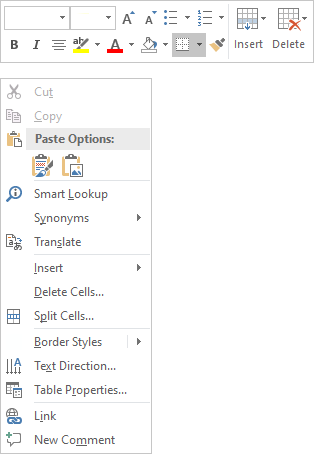 A A
Insert Delete
B I A
Cut
Copy
Paste Options:
Smart Lookup
Synonyms
Translate
Insert
Delete Cells...
Split Cells...
Border Styles
Text Direction...
Table Properties...
Link
New Comment